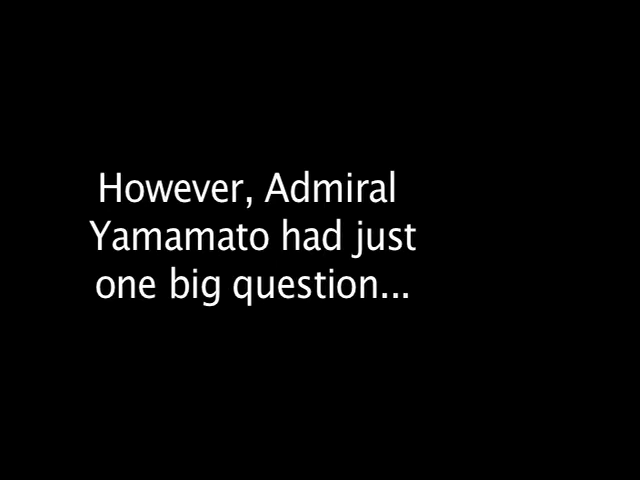 However, Admiral
Yamamato had just
one big question...